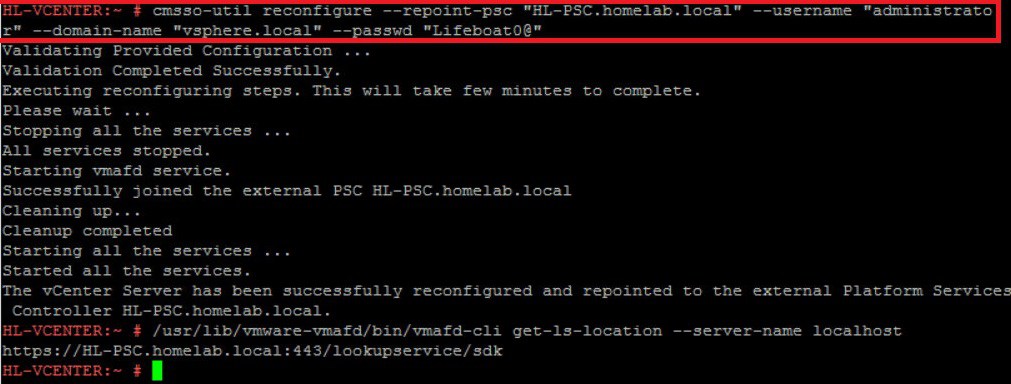 HL-VCENTER:~ # cmsso-util reconfigure --repoint-psc "HL-PSC.homelab.local" --username "administrato
r" --domain-name "vsphere.local" --passwd "Lifeboat0@"
Validating Provided Configuration ...
Validation Completed Successfully.
Executing reconfiguring steps. This will take few minutes to complete.
Please wait ...
Stopping all the services ...
All services stopped.
Starting vmafd service.
Successfully joined the external PSC HL-PSC.homelab.local
Cleaning up...
Cleanup completed
Starting all the services ...
Started all the services.
The vCenter Server has been successfully reconfigured and repointed to the external Platform Services
 Controller HL-PSC.homelab.local.
HL-VCENTER:~ # /usr/lib/vmware-vmafd/bin/vmafd-cli get-ls-location --server-name localhost
https://HL-PSC.homelab.local:443/lookupservice/sdk
HL-VCENTER:~ #